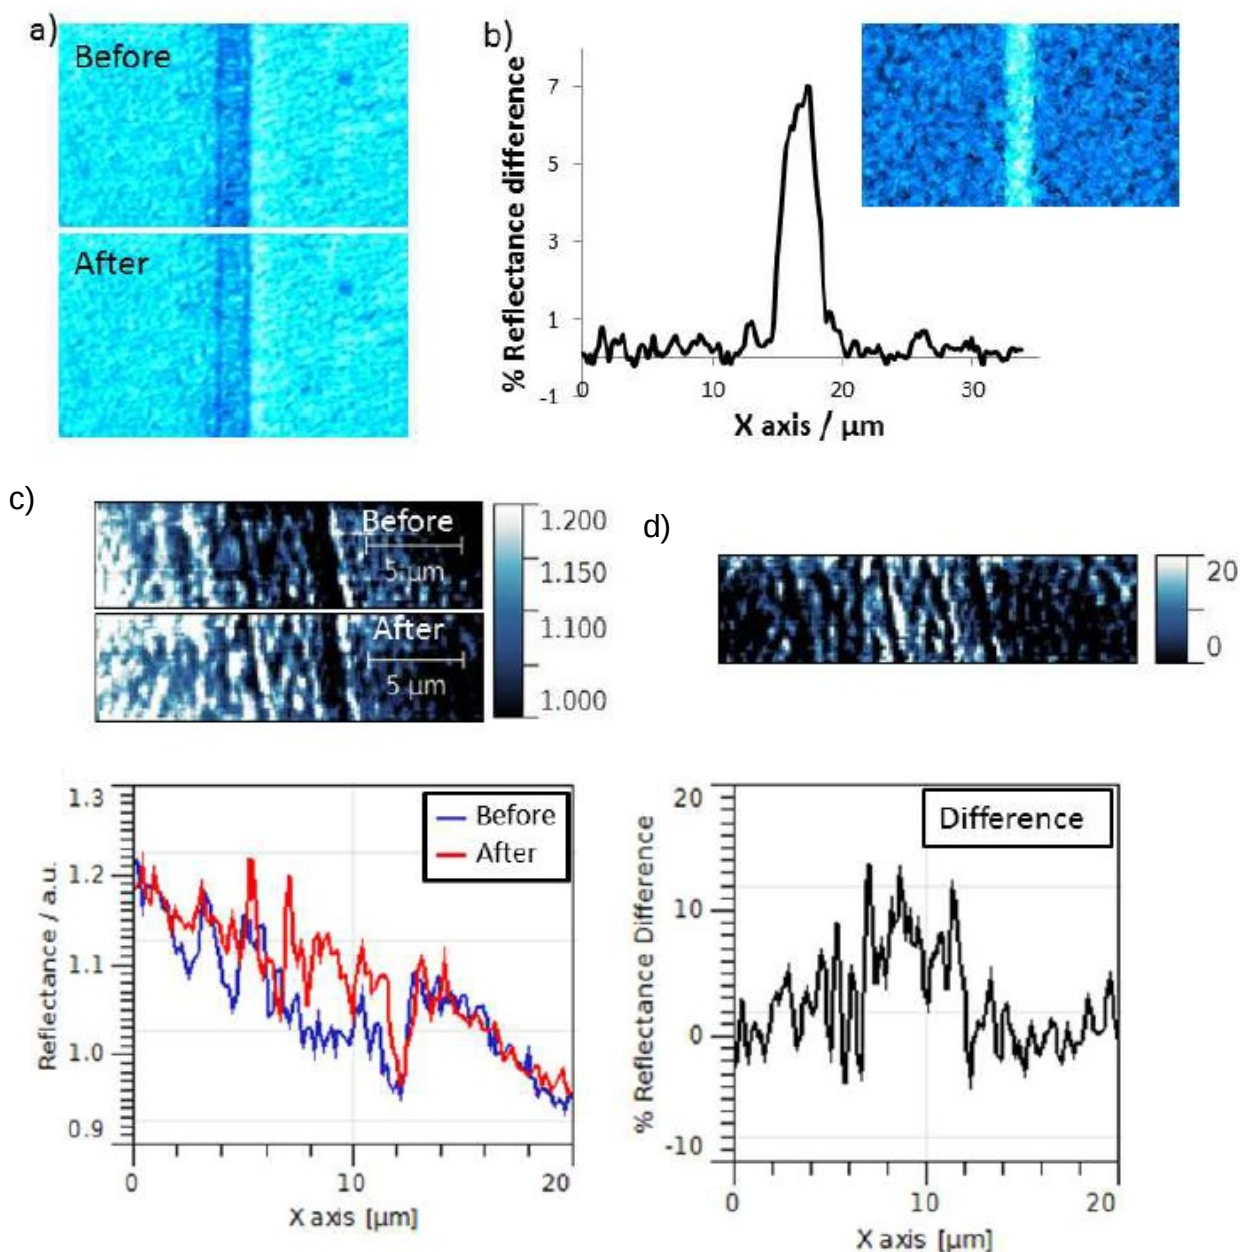 a)
Before
After
b)
% Reflectance difference
7
5
3
1
-1
0
10
20
30
X axis / µm
c)
Before
5 µm
After
5 µm
1.200
1.150
1.100
1.000
d)
20
0
Reflectance / a.u.
1.3
1.2
1.1
1.0
0.9
Before
After
0
10
20
X axis [µm]
% Reflectance Difference
20
10
0
-10
Difference
0
10
20
X axis [µm]